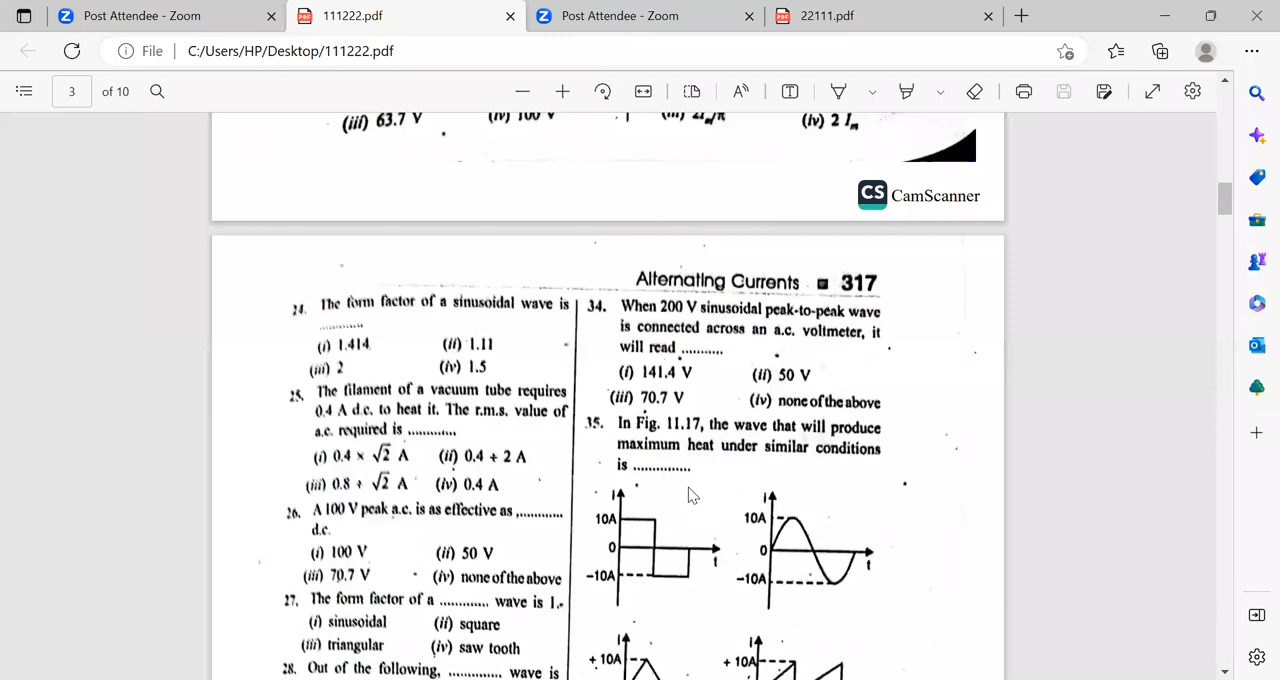 Post Attendee - Zoom
111222.pdf
Post Attendee - Zoom
22111.pdf
File
C:/Users/HP/Desktop/111222.pdf
3 of 10
(iii) 63.7 V
(iv) 100 V
(iv) 2 Im
CS CamScanner
Alternating Currents 317
24. The form factor of a sinusoidal wave is
............
(i) 1.414 (ii) 1.11
(iii) 2 (iv) 1.5
25. The filament of a vacuum tube requires
0.4 A d.c. to heat it. The r.m.s. value of
a.c. required is ............
(i) 0.4 × √2 A (ii) 0.4 ÷ 2 A
(iii) 0.8 ÷ √2 A (iv) 0.4 A
26. A 100 V peak a.c. is as effective as ............
d.c.
(i) 100 V (ii) 50 V
(iii) 70.7 V (iv) none of the above
27. The form factor of a ............ wave is 1.
(i) sinusoidal (ii) square
(iii) triangular (iv) saw tooth
28. Out of the following, ............ wave is
34. When 200 V sinusoidal peak-to-peak wave
is connected across an a.c. voltmeter, it
will read ...........
(i) 141.4 V (ii) 50 V
(iii) 70.7 V (iv) none of the above
35. In Fig. 11.17, the wave that will produce
maximum heat under similar conditions
is ...............
I
10A
0
t
-10A
I
10A
0
t
-10A
I
+ 10A
I
+ 10A